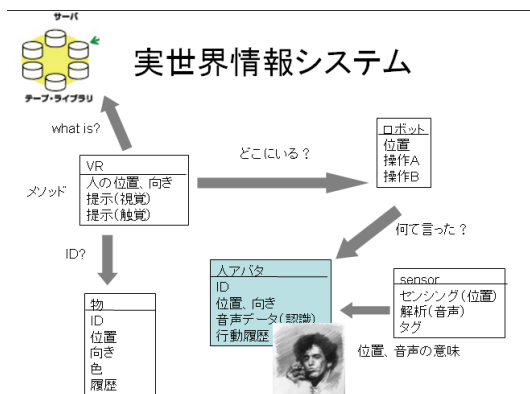 サーバ
実世界情報システム
テープ・ライブラリ
what is?
どこにいる？
ロボット
位置
操作A
操作B
VR
人の位置、向き
提示(視覚)
提示(触覚)
メソッド
何て言った？
ID?
人アバタ
ID
位置、向き
音声データ(認識)
行動履歴
sensor
センシング(位置)
解析(音声)
タグ
位置、音声の意味
物
ID
位置
向き
色
履歴